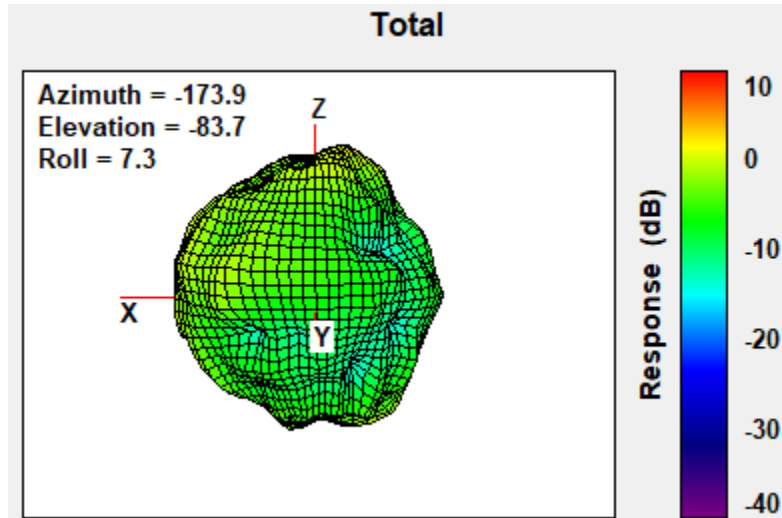 Total
Azimuth = -173.9
Elevation = -83.7
Roll = 7.3
Z
X
Y
Response (dB)
10
0
-10
-20
-30
-40